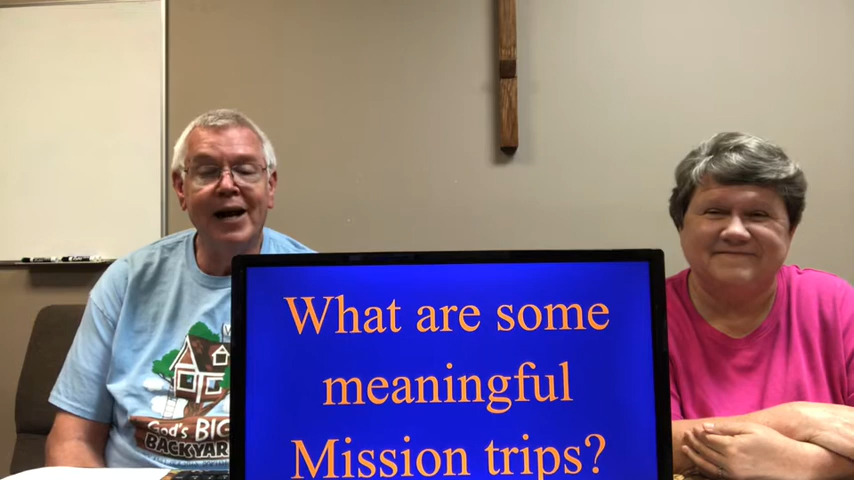 What are some
meaningful
Mission trips?
God's BIG
BACKYARD